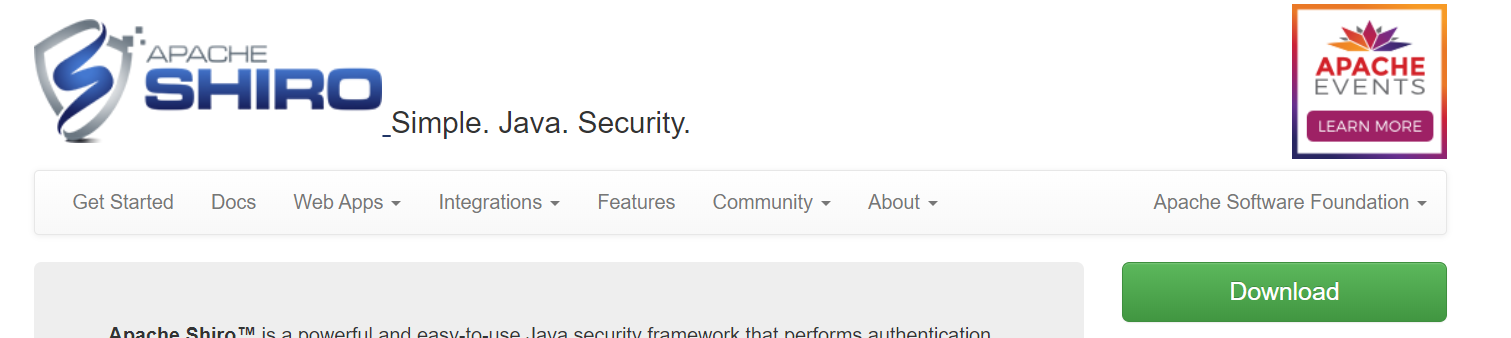 APACHE
SHIRO
Simple. Java. Security.
APACHE
EVENTS
LEARN MORE
Get Started Docs Web Apps Integrations Features Community About Apache Software Foundation
Download
Apache Shiro™ is a powerful and easy-to-use Java security framework that performs authentication,